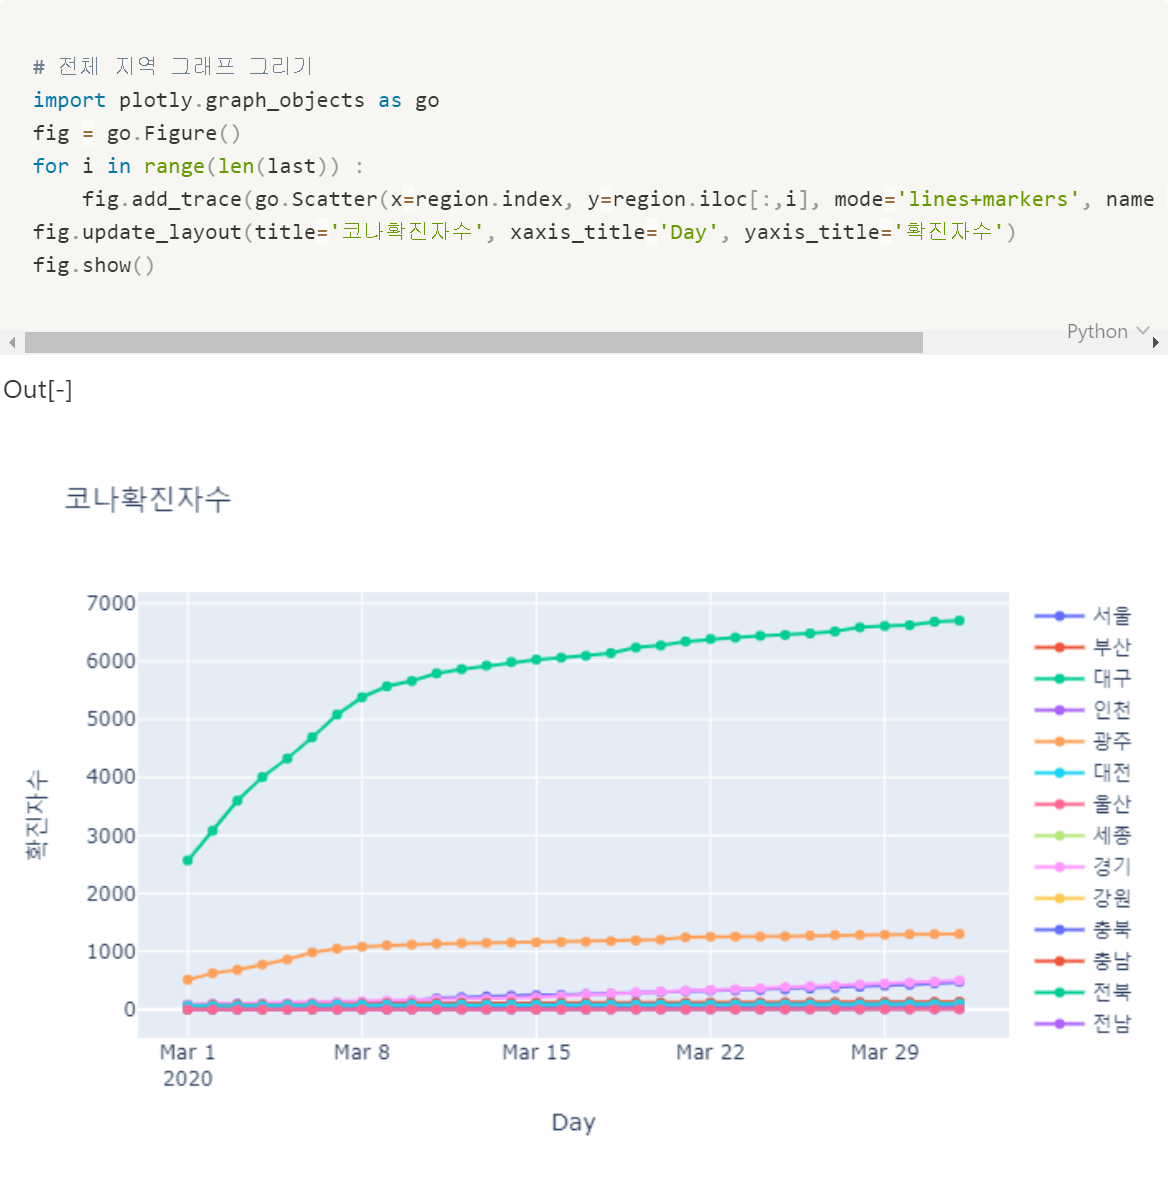 # 전체 지역 그래프 그리기
import plotly.graph_objects as go
fig = go.Figure()
for i in range(len(last)) :
    fig.add_trace(go.Scatter(x=region.index, y=region.iloc[:,i], mode='lines+markers', name
fig.update_layout(title='코나확진자수', xaxis_title='Day', yaxis_title='확진자수')
fig.show()
Python
Out[-]
코나확진자수
7000
6000
5000
4000
3000
2000
1000
0
확진자수
Mar 1
2020
Mar 8
Mar 15
Mar 22
Mar 29
Day
서울
부산
대구
인천
광주
대전
울산
세종
경기
강원
충북
충남
전북
전남